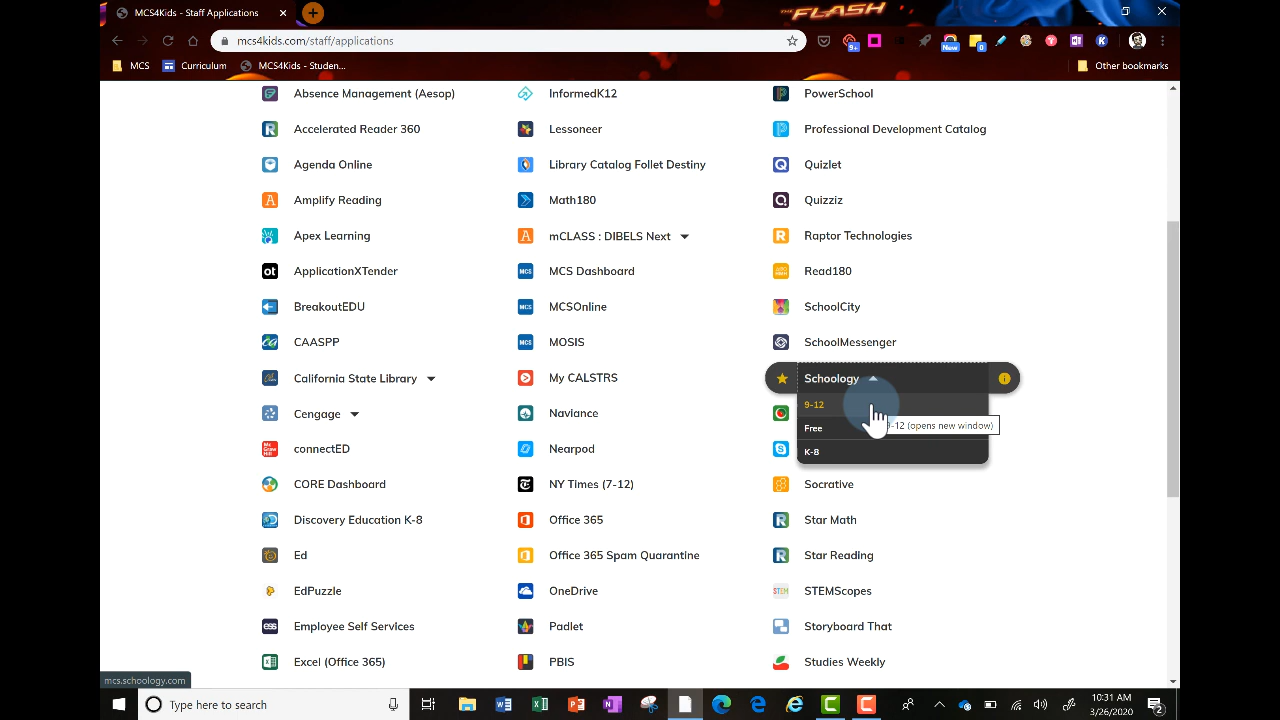 THE FLASH
MCS4Kids - Staff Applications
mcs4kids.com/staff/applications
9+
New
0
MCS
Curriculum
MCS4Kids - Studen...
Other bookmarks
Absence Management (Aesop)
Accelerated Reader 360
Agenda Online
Amplify Reading
Apex Learning
ApplicationXTender
BreakoutEDU
CAASPP
California State Library
Cengage
connectED
CORE Dashboard
Discovery Education K-8
Ed
EdPuzzle
Employee Self Services
Excel (Office 365)
InformedK12
Lessoneer
Library Catalog Follet Destiny
Math180
mCLASS : DIBELS Next
MCS Dashboard
MCSOnline
MOSIS
My CALSTRS
Naviance
Nearpod
NY Times (7-12)
Office 365
Office 365 Spam Quarantine
OneDrive
Padlet
PBIS
PowerSchool
Professional Development Catalog
Quizlet
Quizziz
Raptor Technologies
Read180
SchoolCity
SchoolMessenger
Schoology
9-12
9-12 (opens new window)
Free
K-8
Socrative
Star Math
Star Reading
STEMScopes
Storyboard That
Studies Weekly
mcs.schoology.com
Type here to search
10:31 AM
3/26/2020
2